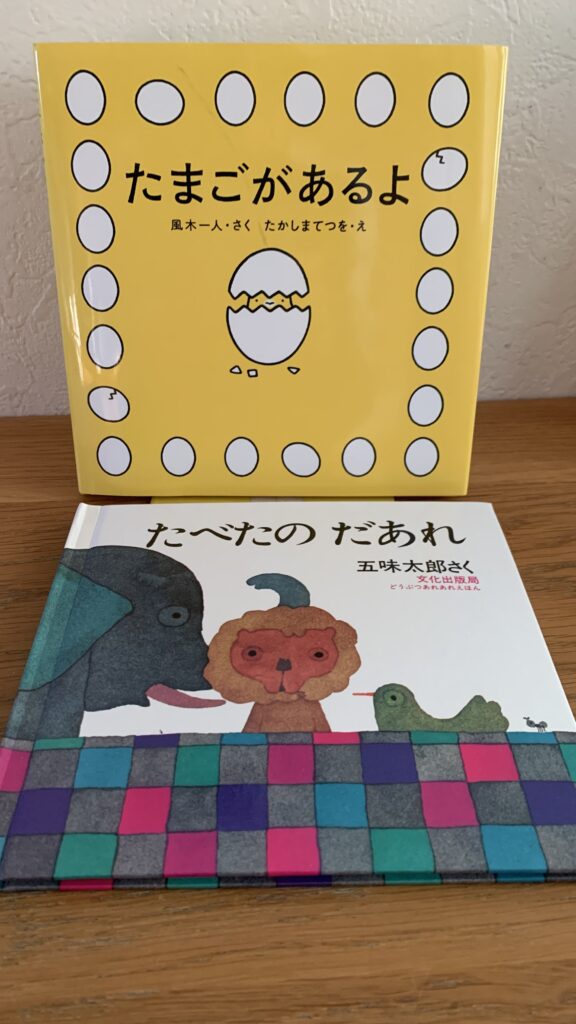 たまごがあるよ
風木一人・さく たかしまてつを・え
たべたの だあれ
五味太郎さく
文化出版局
どうぶつあれあれえほん